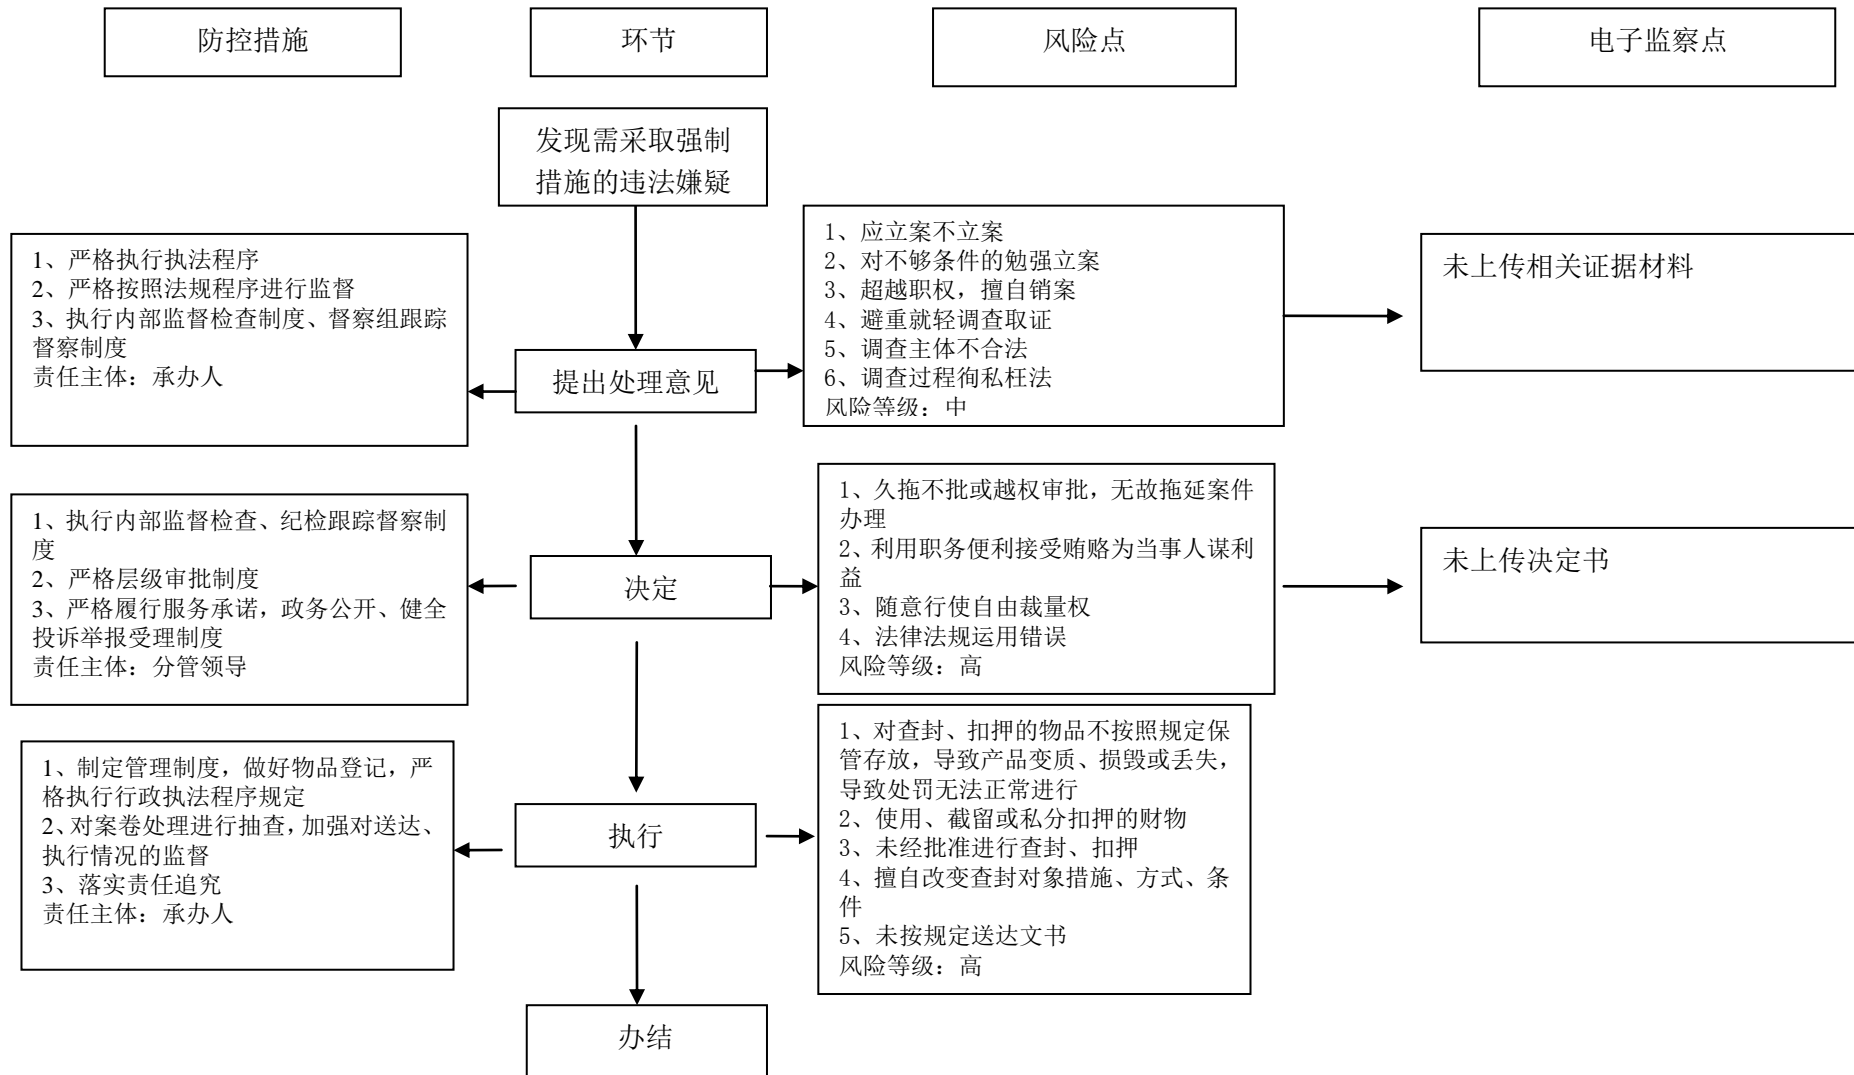 防控措施
环节
风险点
电子监察点
发现需采取强制
措施的违法嫌疑
1、严格执行执法程序
2、严格按照法规程序进行监督
3、执行内部监督检查制度、督察组跟踪
督察制度
责任主体：承办人
提出处理意见
1、应立案不立案
2、对不够条件的勉强立案
3、超越职权，擅自销案
4、避重就轻调查取证
5、调查主体不合法
6、调查过程徇私枉法
风险等级：中
未上传相关证据材料
1、执行内部监督检查、纪检跟踪督察制
度
2、严格层级审批制度
3、严格履行服务承诺，政务公开、健全
投诉举报受理制度
责任主体：分管领导
决定
1、久拖不批或越权审批，无故拖延案件
办理
2、利用职务便利接受贿赂为当事人谋利
益
3、随意行使自由裁量权
4、法律法规运用错误
风险等级：高
未上传决定书
1、制定管理制度，做好物品登记，严
格执行行政执法程序规定
2、对案卷处理进行抽查，加强对送达、
执行情况的监督
3、落实责任追究
责任主体：承办人
执行
1、对查封、扣押的物品不按照规定保
管存放，导致产品变质、损毁或丢失，
导致处罚无法正常进行
2、使用、截留或私分扣押的财物
3、未经批准进行查封、扣押
4、擅自改变查封对象措施、方式、条
件
5、未按规定送达文书
风险等级：高
办结